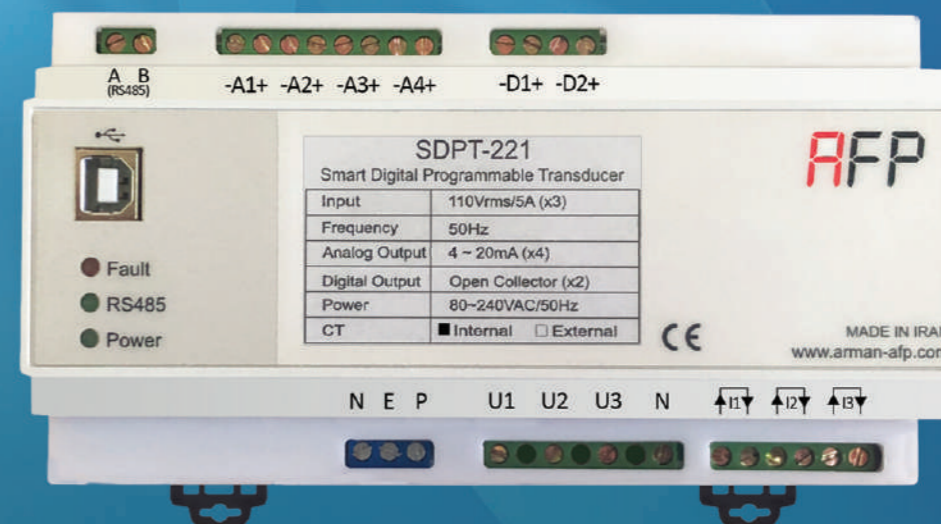 A B
(RS485)
-A1+ -A2+ -A3+ -A4+
-D1+ -D2+
AFP
SDPT-221
Smart Digital Programmable Transducer
Input 110Vrms/5A (x3)
Frequency 50Hz
Analog Output 4 ~ 20mA (x4)
Digital Output Open Collector (x2)
Power 80~240VAC/50Hz
CT ■Internal □External
Fault
RS485
Power
CE
MADE IN IRA
www.arman-afp.co
N E P
U1 U2 U3 N
I1 I2 I3